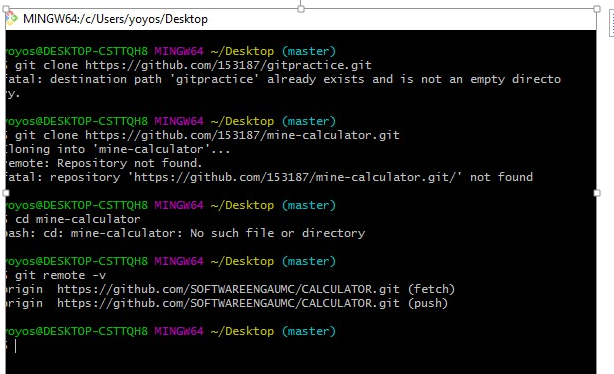 MINGW64:/c/Users/yoyos/Desktop
yoyos@DESKTOP-CSTTQH8 MINGW64 ~/Desktop (master)
$ git clone https://github.com/153187/gitpractice.git
fatal: destination path 'gitpractice' already exists and is not an empty directo
ry.
yoyos@DESKTOP-CSTTQH8 MINGW64 ~/Desktop (master)
$ git clone https://github.com/153187/mine-calculator.git
Cloning into 'mine-calculator'...
remote: Repository not found.
fatal: repository 'https://github.com/153187/mine-calculator.git/' not found
yoyos@DESKTOP-CSTTQH8 MINGW64 ~/Desktop (master)
$ cd mine-calculator
bash: cd: mine-calculator: No such file or directory
yoyos@DESKTOP-CSTTQH8 MINGW64 ~/Desktop (master)
$ git remote -v
origin  https://github.com/SOFTWAREENGAUMC/CALCULATOR.git (fetch)
origin  https://github.com/SOFTWAREENGAUMC/CALCULATOR.git (push)
yoyos@DESKTOP-CSTTQH8 MINGW64 ~/Desktop (master)
$